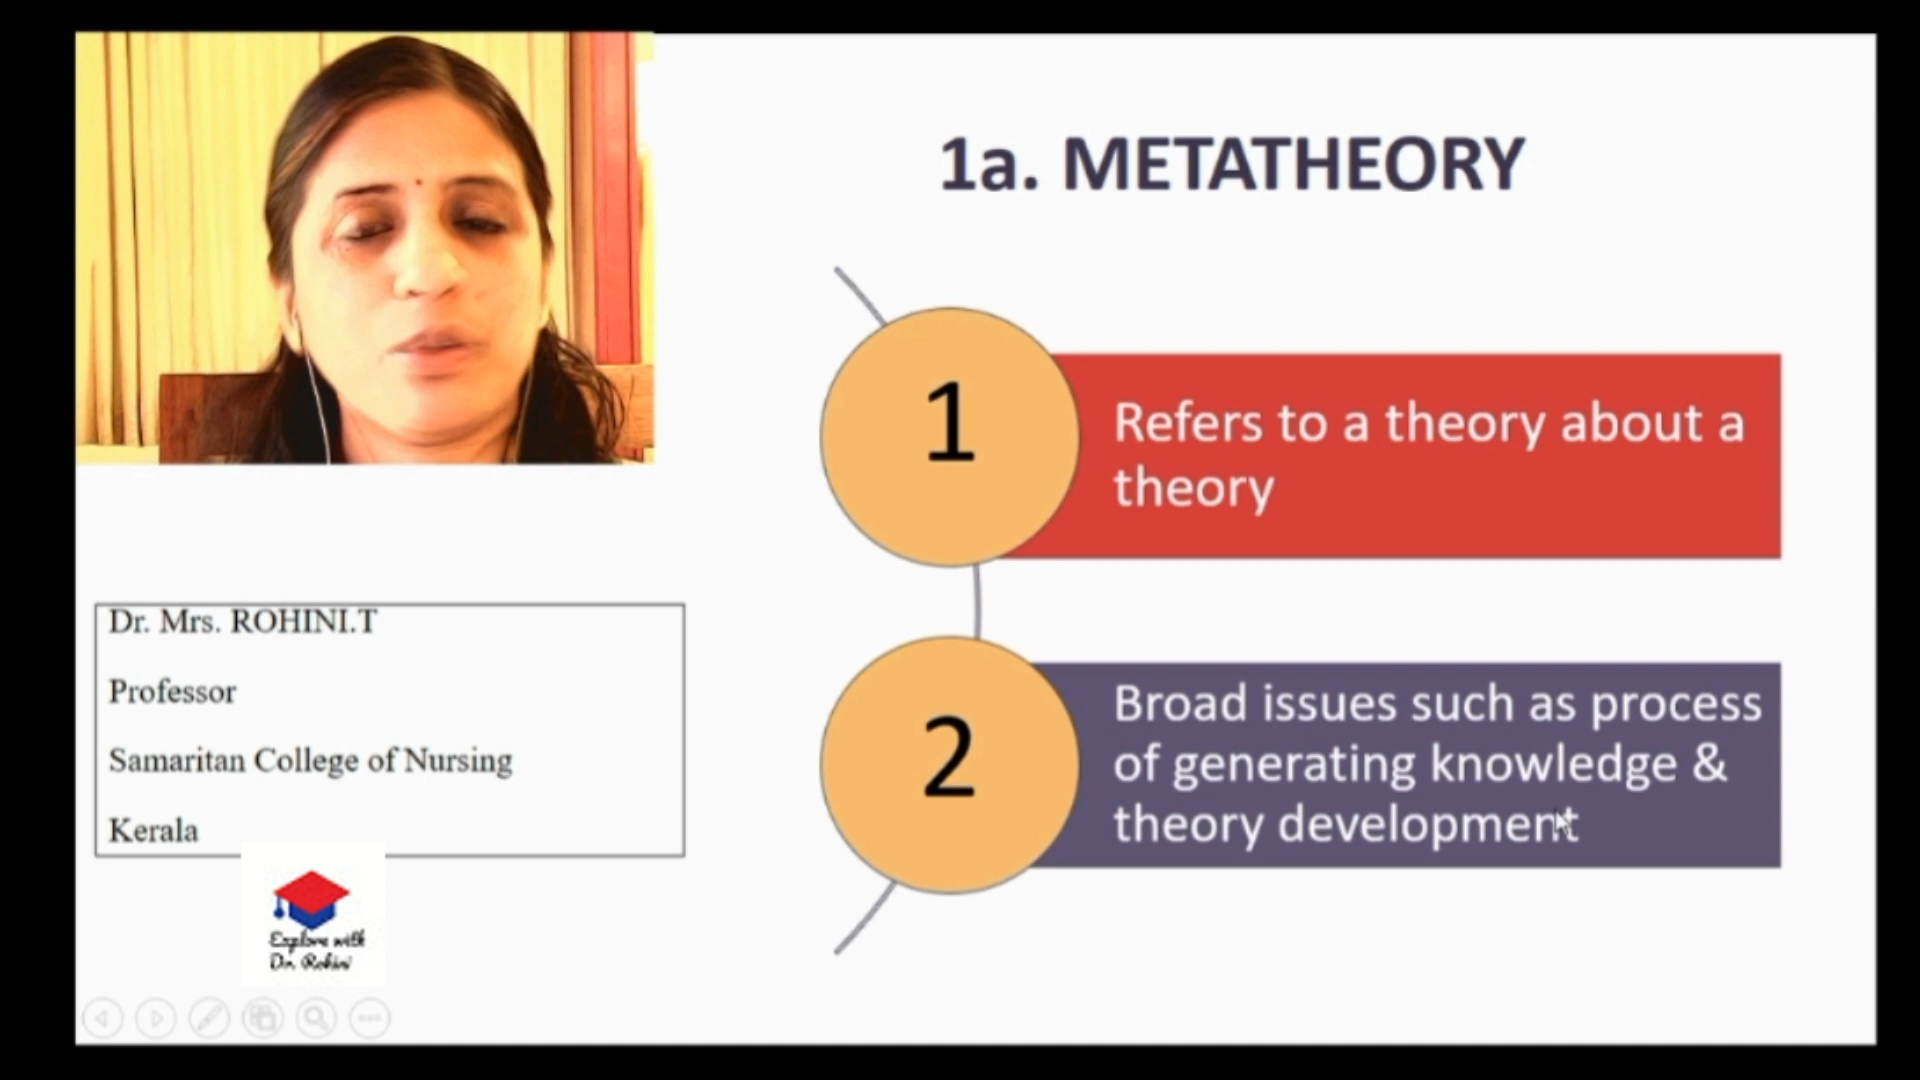 1a. METATHEORY
1
Refers to a theory about a
theory
2
Broad issues such as process
of generating knowledge &
theory development
Dr. Mrs. ROHINI.T
Professor
Samaritan College of Nursing
Kerala
Explore with
Dr. Rohini